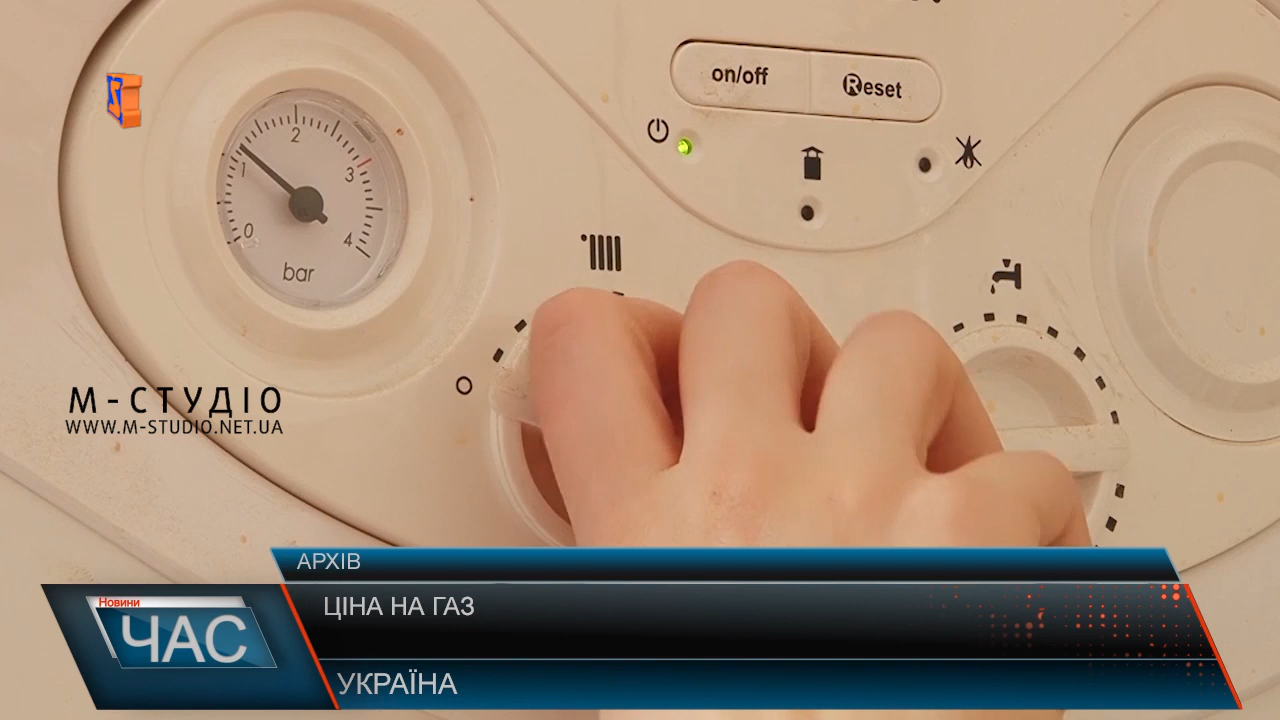 on/off
Reset
2
1
3
0
4
bar
М-СТУДІО
WWW.M-STUDIO.NET.UA
АРХІВ
Новини
ЧАС
ЦІНА НА ГАЗ
УКРАЇНА